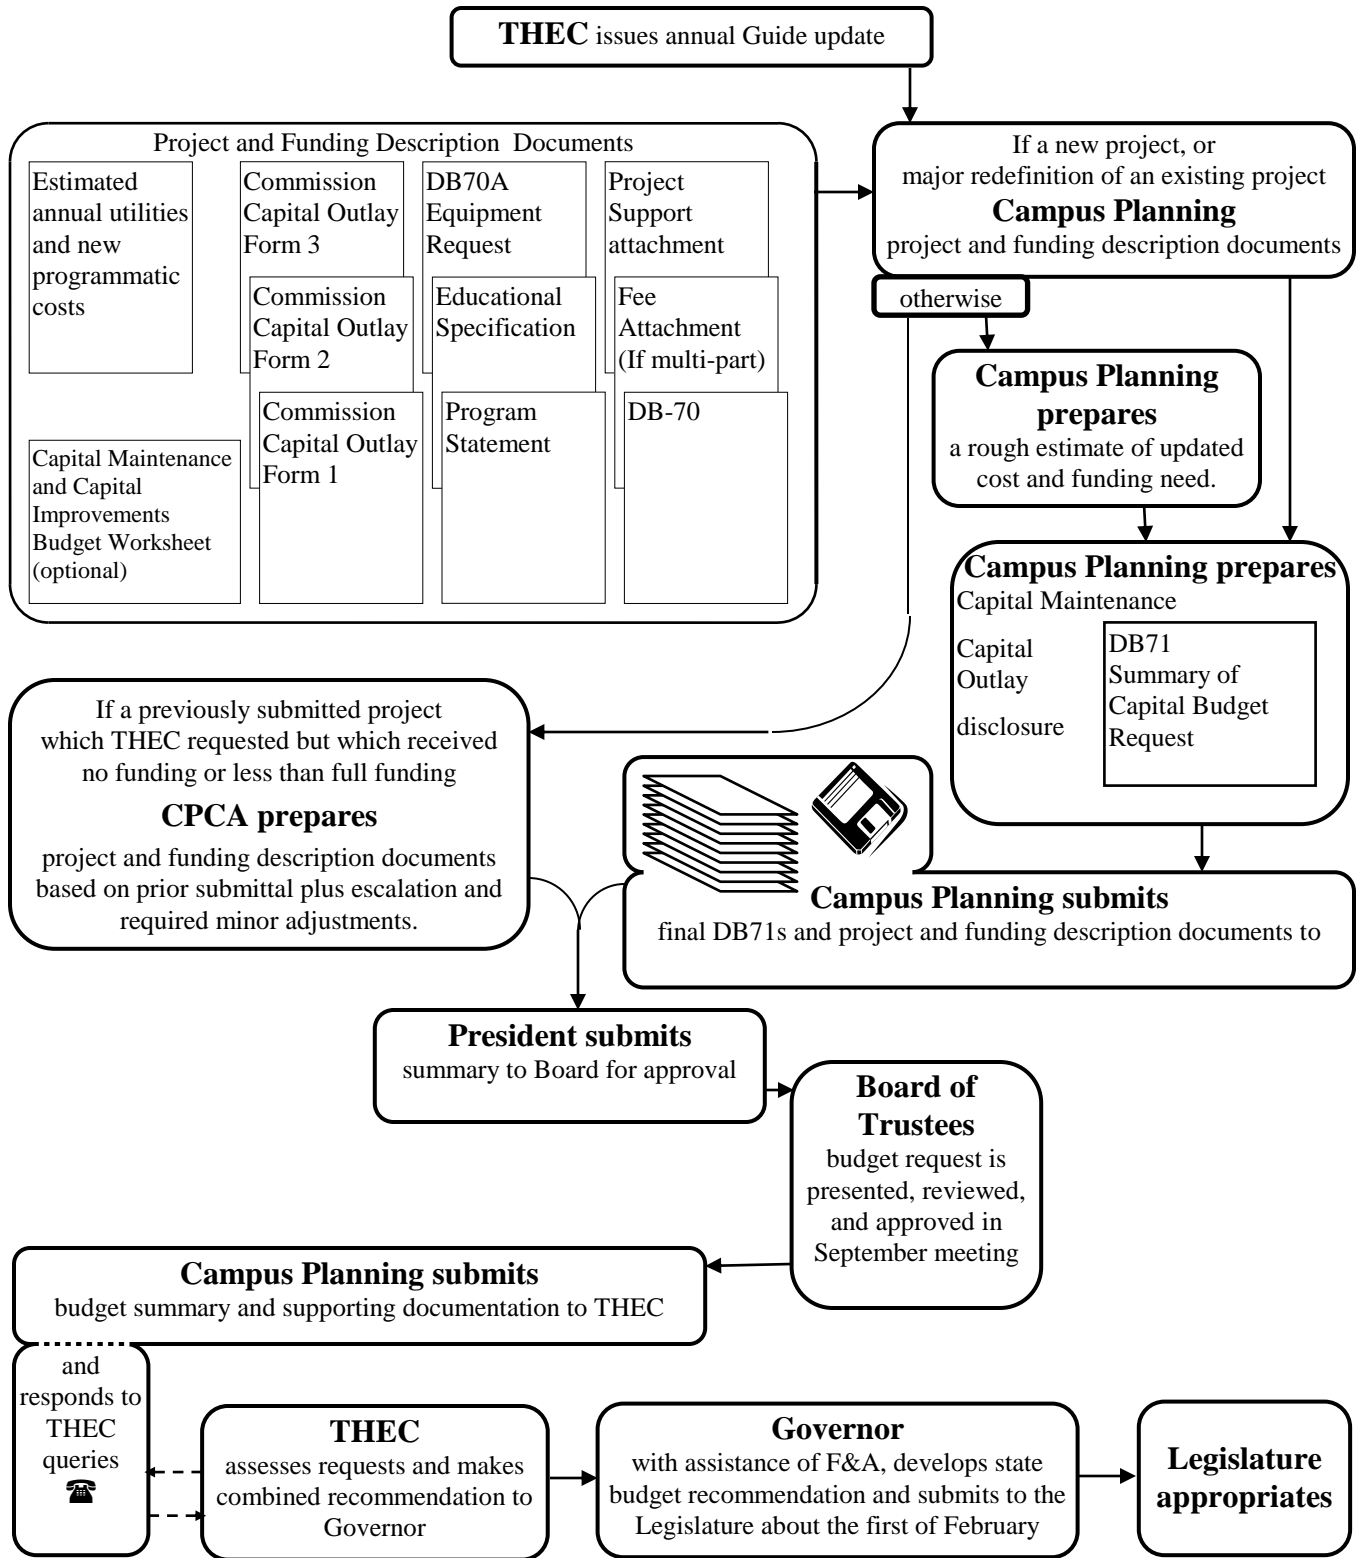 THEC issues annual Guide update
Project and Funding Description Documents
Estimated
annual utilities
and new
programmatic
costs
Commission
Capital Outlay
Form 3
DB70A
Equipment
Request
Project
Support
attachment
Commission
Capital Outlay
Form 2
Educational
Specification
Fee
Attachment
(If multi-part)
Commission
Capital Outlay
Form 1
Program
Statement
DB-70
Capital Maintenance
and Capital
Improvements
Budget Worksheet
(optional)
If a new project, or
major redefinition of an existing project
Campus Planning
project and funding description documents
otherwise
Campus Planning
prepares
a rough estimate of updated
cost and funding need.
Campus Planning prepares
Capital Maintenance
Capital
Outlay
disclosure
DB71
Summary of
Capital Budget
Request
If a previously submitted project
which THEC requested but which received
no funding or less than full funding
CPCA prepares
project and funding description documents
based on prior submittal plus escalation and
required minor adjustments.
Campus Planning submits
final DB71s and project and funding description documents to
President submits
summary to Board for approval
Board of
Trustees
budget request is
presented, reviewed,
and approved in
September meeting
Campus Planning submits
budget summary and supporting documentation to THEC
and
responds to
THEC
queries
THEC
assesses requests and makes
combined recommendation to
Governor
Governor
with assistance of F&A, develops state
budget recommendation and submits to the
Legislature about the first of February
Legislature
appropriates